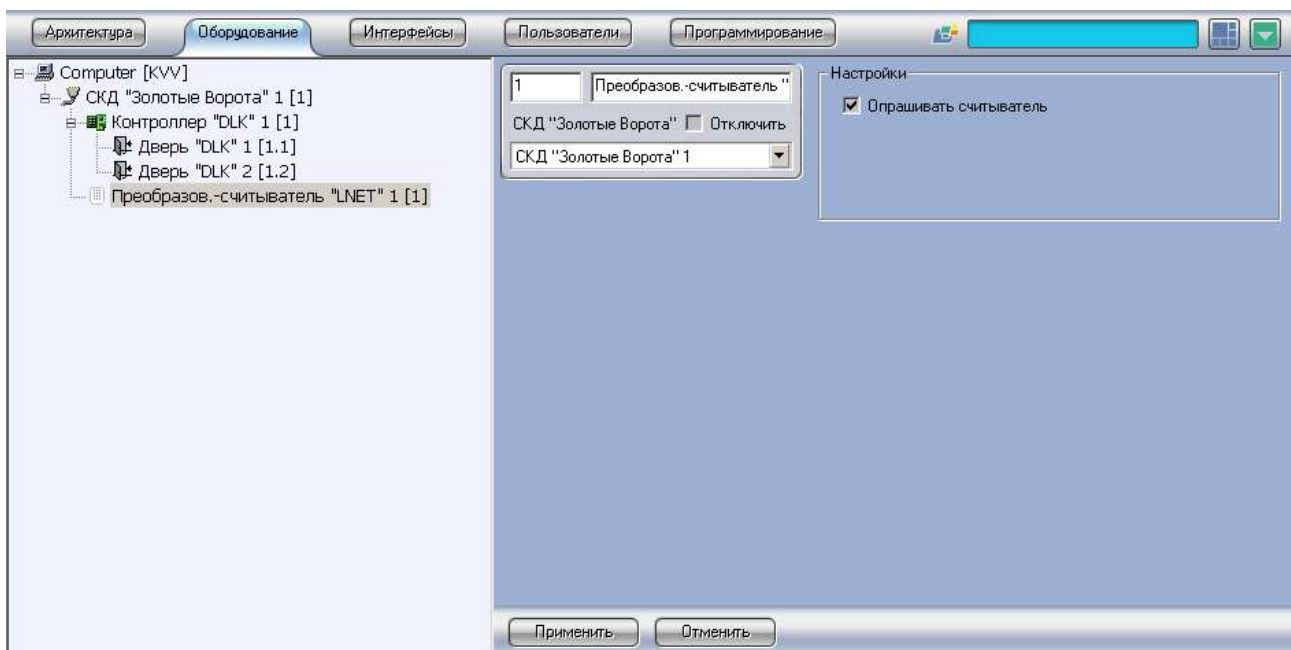 Архитектура Оборудование Интерфейсы Пользователи Программирование
Computer [KVV]
СКД "Золотые Ворота" 1 [1]
Контроллер "DLK" 1 [1]
Дверь "DLK" 1 [1.1]
Дверь "DLK" 2 [1.2]
Преобразов.-считыватель "LNET" 1 [1]
1 Преобразов.-считыватель "
СКД "Золотые Ворота" Отключить
СКД "Золотые Ворота" 1
Настройки
Опрашивать считыватель
Применить Отменить